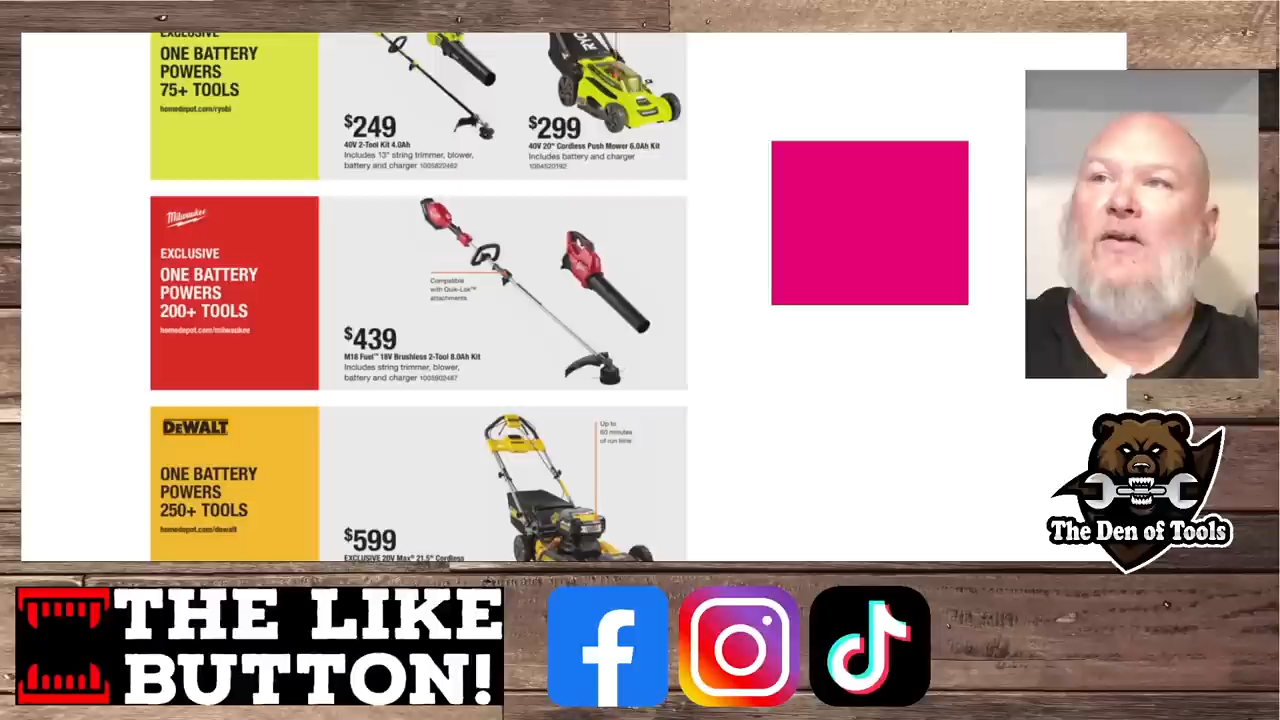 EXCLUSIVE
ONE BATTERY
POWERS
75+ TOOLS
homedepot.com/ryobi
RYOBI
$249
40V 2-Tool Kit 4.0Ah
Includes 13" string trimmer, blower,
battery and charger 1005820462
$299
40V 20" Cordless Push Mower 6.0Ah Kit
Includes battery and charger
Milwaukee
EXCLUSIVE
ONE BATTERY
POWERS
200+ TOOLS
homedepot.com/milwaukee
Compatible
with Quik-Lok™
attachments
$439
M18 Fuel™ 18V Brushless 2-Tool 8.0Ah Kit
Includes string trimmer, blower,
battery and charger 1005902487
DEWALT
ONE BATTERY
POWERS
250+ TOOLS
homedepot.com/dewalt
Up to
60 minutes
of run time
$599
EXCLUSIVE 20V Max* 21.5" Cordless
The Den of Tools
THE LIKE
BUTTON!